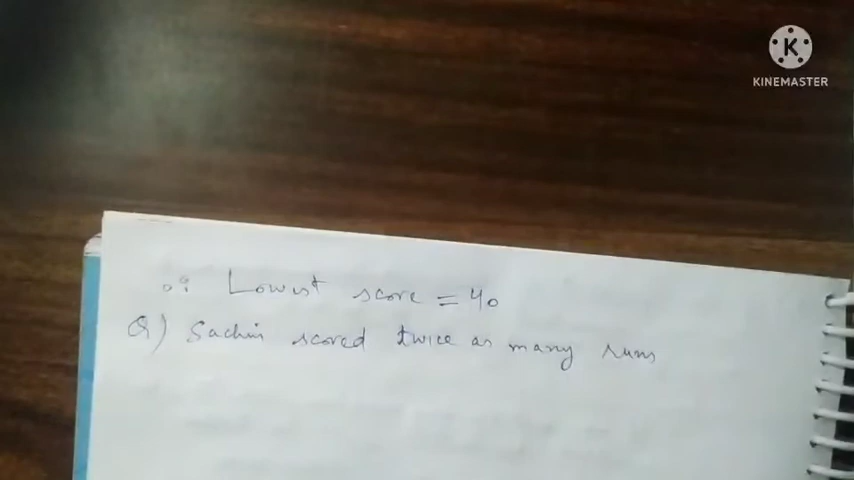 KINEMASTER
∴ Lowest score = 40
Q) Sachin scored twice as many runs